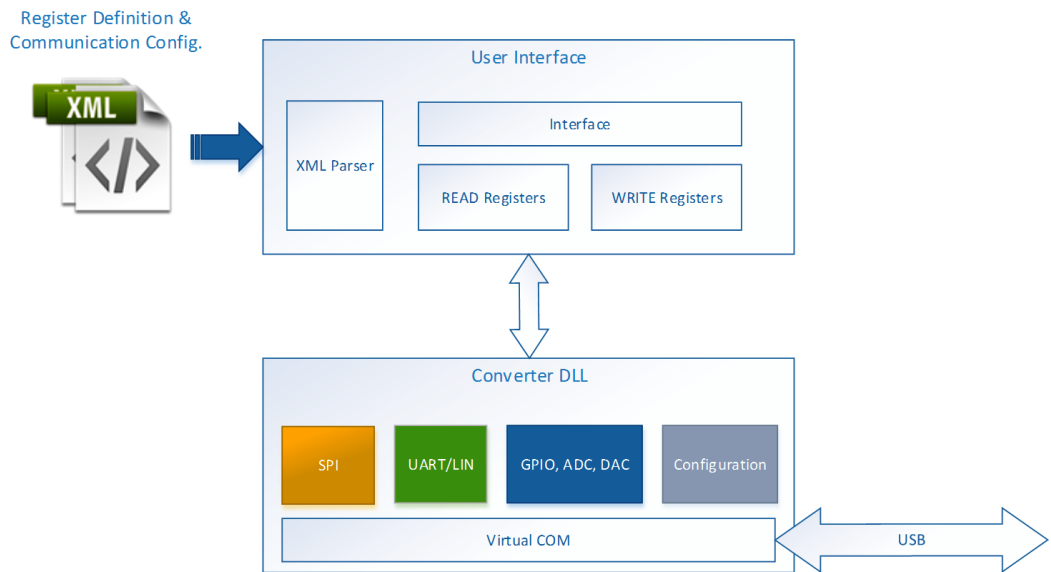 Register Definition &
Communication Config.
XML
</>
User Interface
XML Parser
Interface
READ Registers
WRITE Registers
Converter DLL
SPI
UART/LIN
GPIO, ADC, DAC
Configuration
Virtual COM
USB